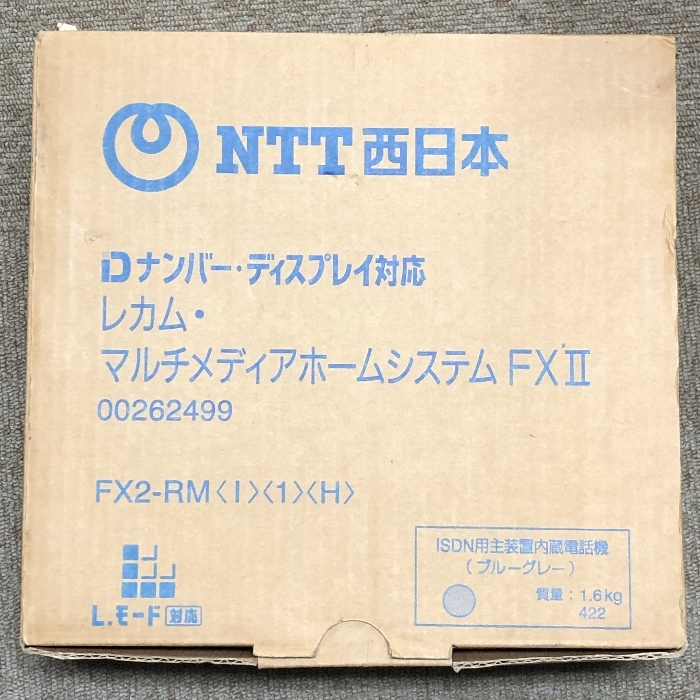 NTT西日本
Dナンバー・ディスプレイ対応
レカム・
マルチメディアホームシステム FXⅡ
00262499
FX2-RM〈I〉〈1〉〈H〉
L.モード 対応
ISDN用主装置内蔵電話機
（ブルーグレー）
質量：1.6kg
422